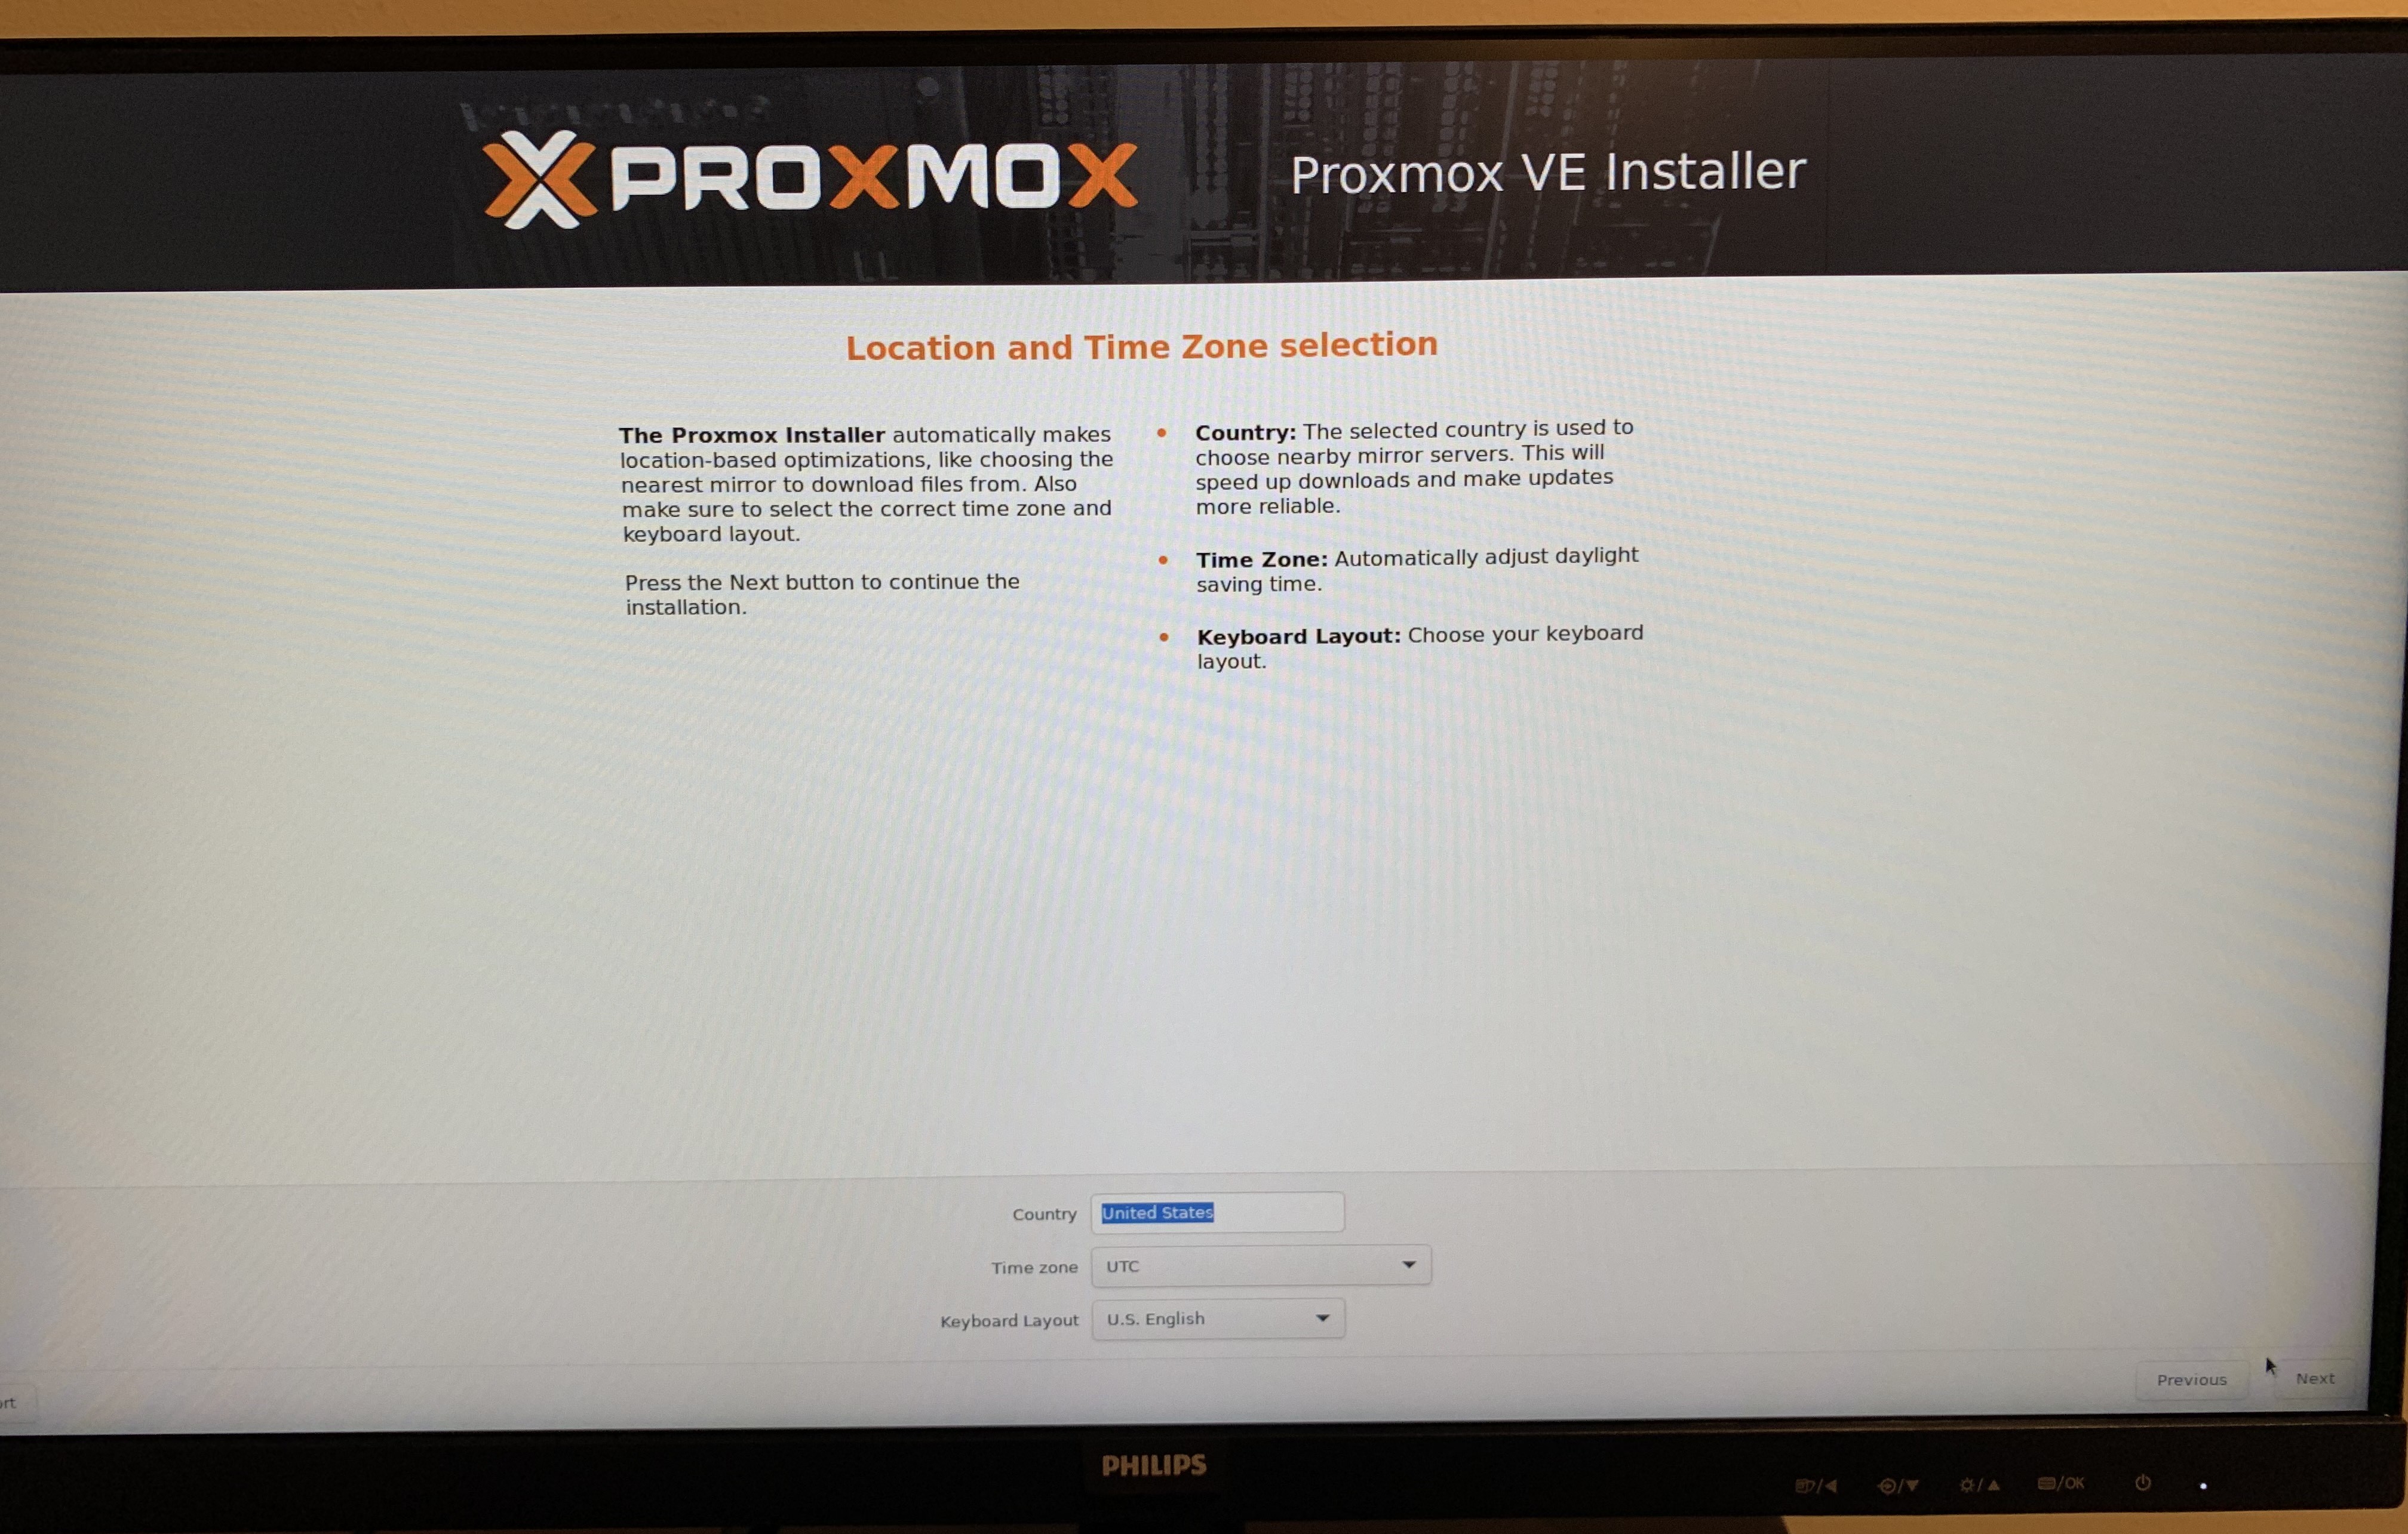 PROXMOX
Proxmox VE Installer
Location and Time Zone selection
The Proxmox Installer automatically makes
location-based optimizations, like choosing the
nearest mirror to download files from. Also
make sure to select the correct time zone and
keyboard layout.
Press the Next button to continue the
installation.
Country: The selected country is used to
choose nearby mirror servers. This will
speed up downloads and make updates
more reliable.
Time Zone: Automatically adjust daylight
saving time.
Keyboard Layout: Choose your keyboard
layout.
Country United States
Time zone UTC
Keyboard Layout U.S. English
rt
Previous
Next
PHILIPS
/OK